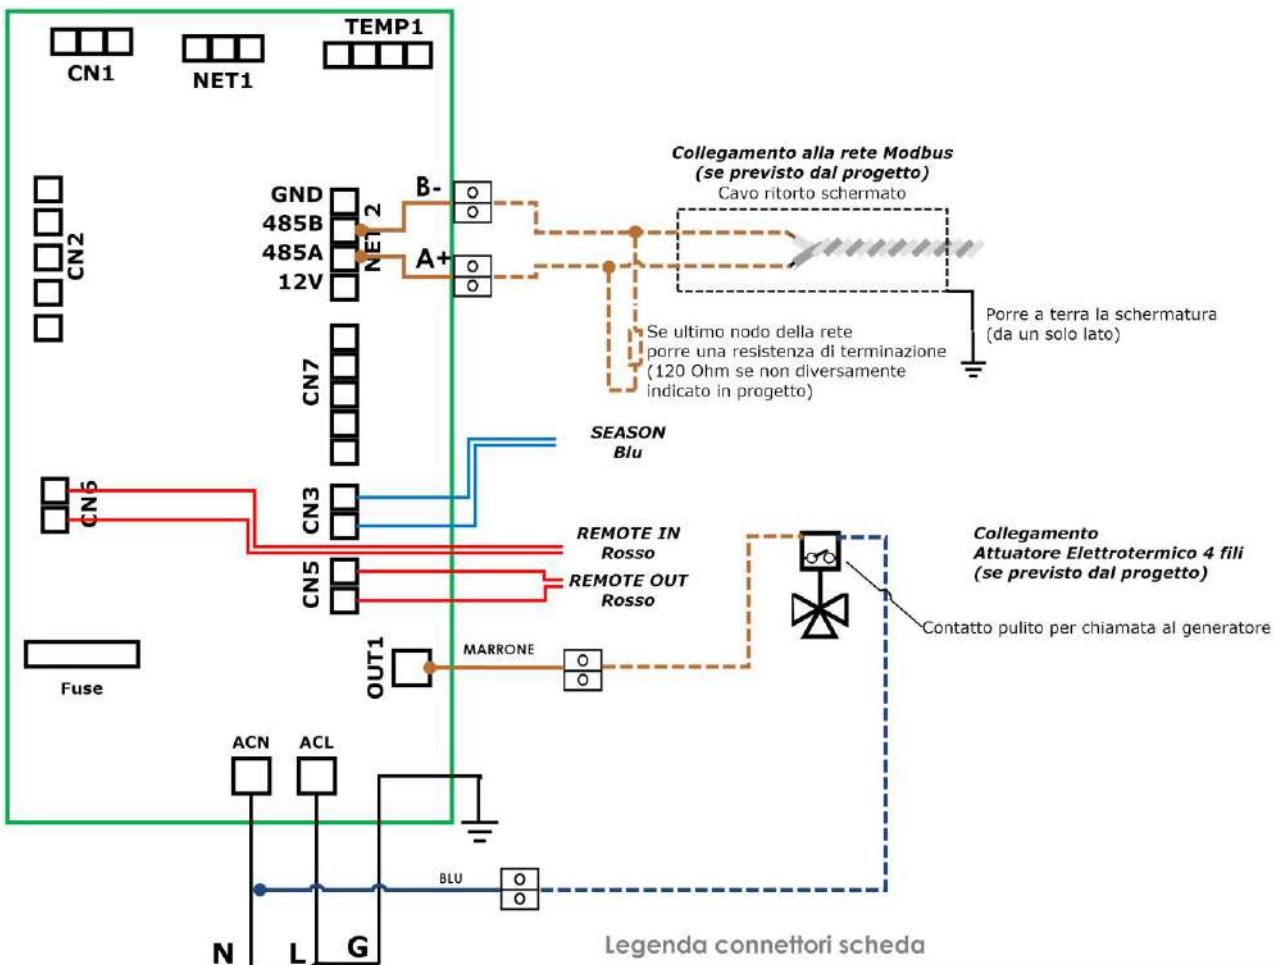 TEMP1
CN1
NET1
Collegamento alla rete Modbus
(se previsto dal progetto)
Cavo ritorto schermato
GND
485B
485A
12V
NET 2
B-
A+
CN2
Porre a terra la schermatura
(da un solo lato)
Se ultimo nodo della rete
porre una resistenza di terminazione
(120 Ohm se non diversamente
indicato in progetto)
CN7
SEASON
Blu
CN6
CN3
REMOTE IN
Rosso
CN5
REMOTE OUT
Rosso
Collegamento
Attuatore Elettrotermico 4 fili
(se previsto dal progetto)
Contatto pulito per chiamata al generatore
OUT1
MARRONE
Fuse
ACN
ACL
BLU
N
L
G
Legenda connettori scheda